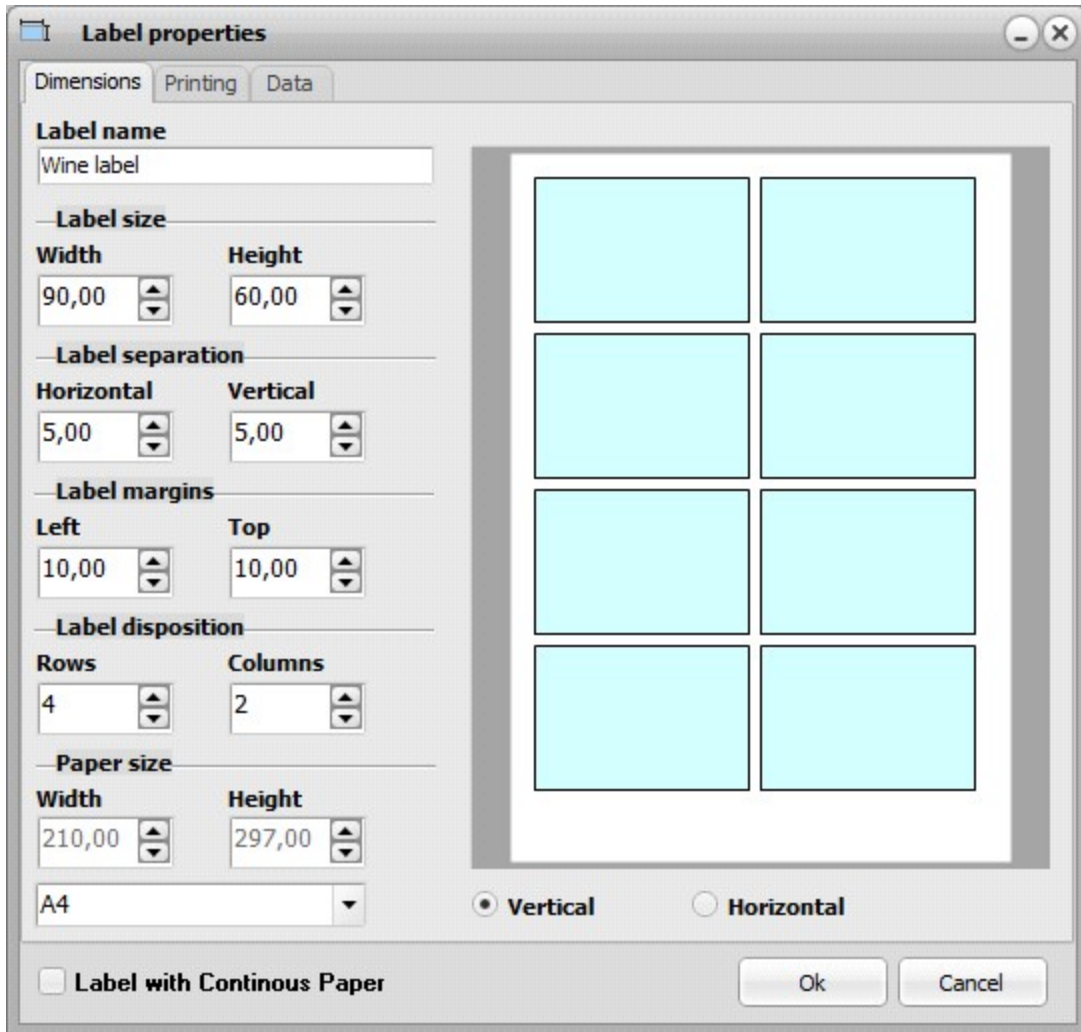 Label properties
Dimensions Printing Data
Label name
Wine label
Label size
Width Height
90,00 60,00
Label separation
Horizontal Vertical
5,00 5,00
Label margins
Left Top
10,00 10,00
Label disposition
Rows Columns
4 2
Paper size
Width Height
210,00 297,00
A4
Vertical Horizontal
Label with Continous Paper
Ok Cancel